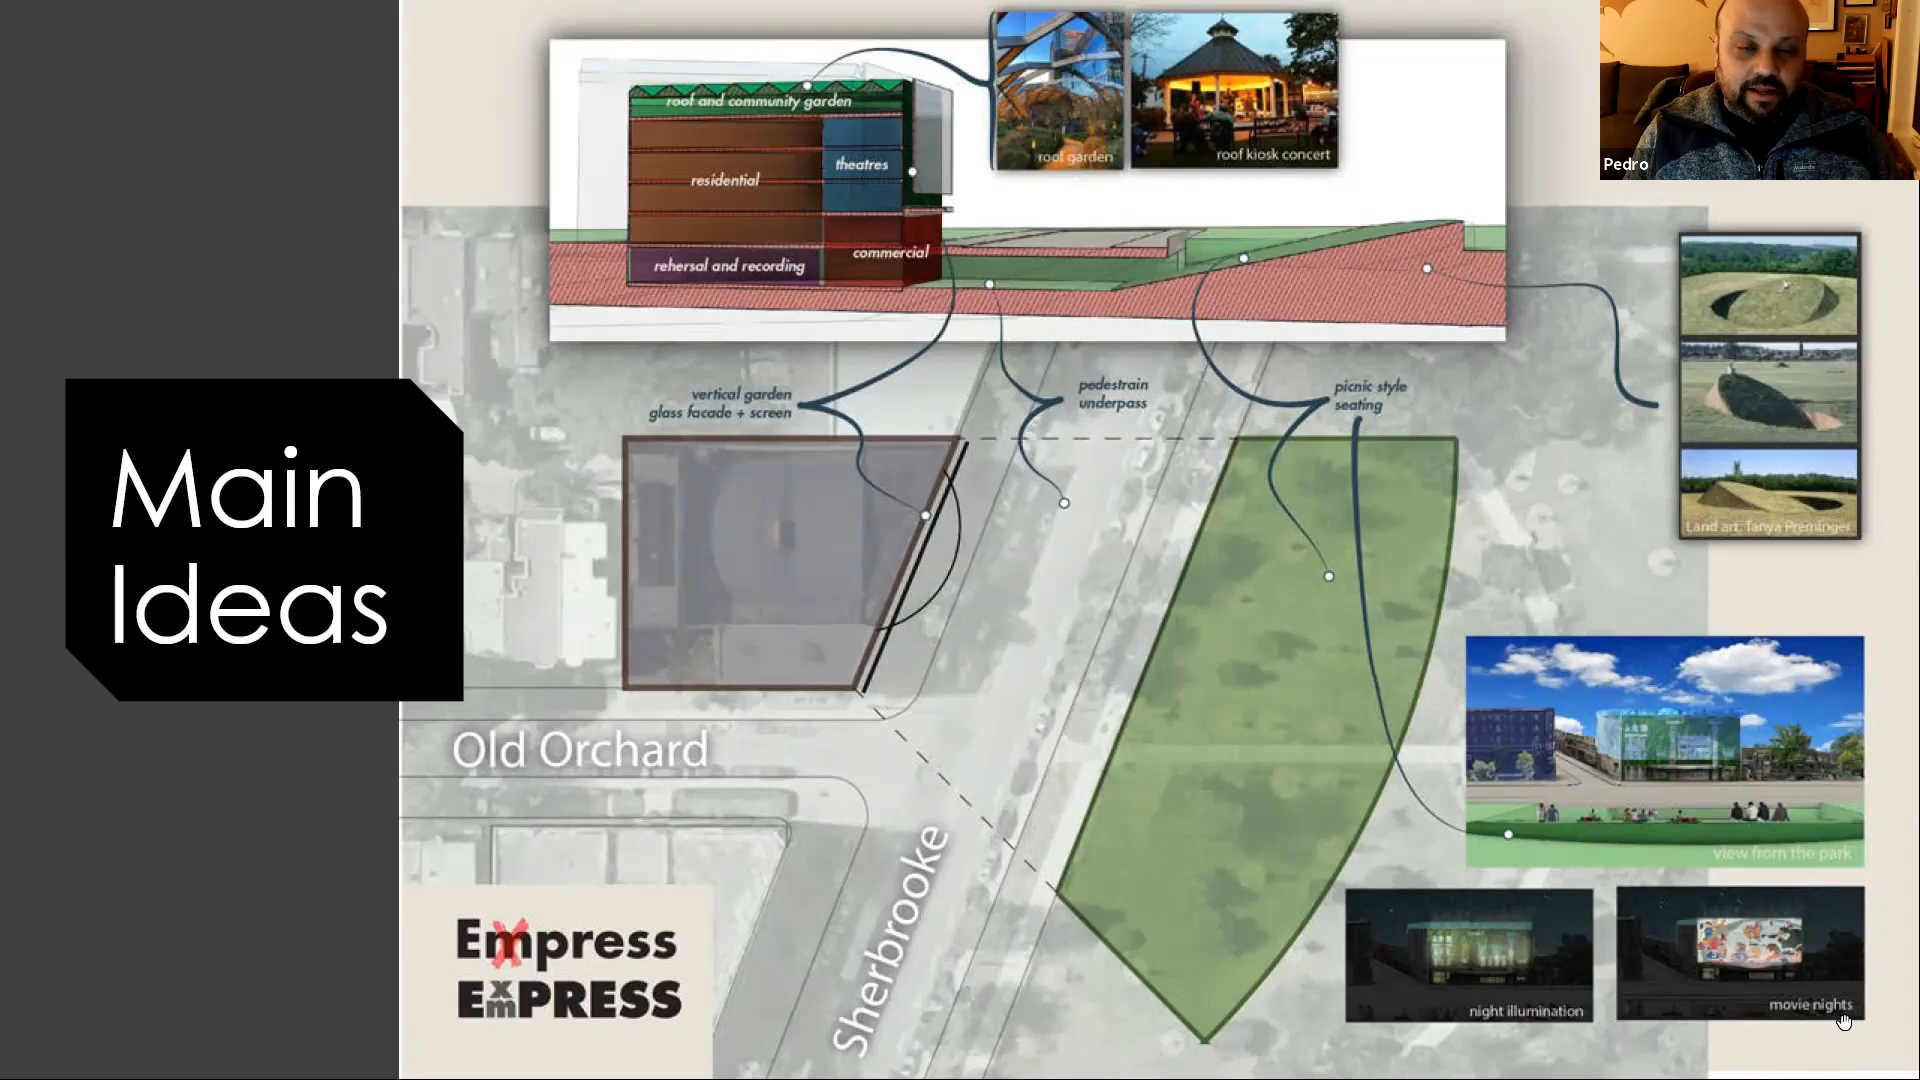 Main
Ideas
roof and community garden
theatres
residential
commercial
rehersal and recording
roof garden
roof kiosk concert
Pedro
vertical garden
glass facade + screen
pedestrain
underpass
picnic style
seating
Land art: Tanya Preminger
Old Orchard
Sherbrooke
view from the park
night illumination
movie nights
Empress
ExmPRESS